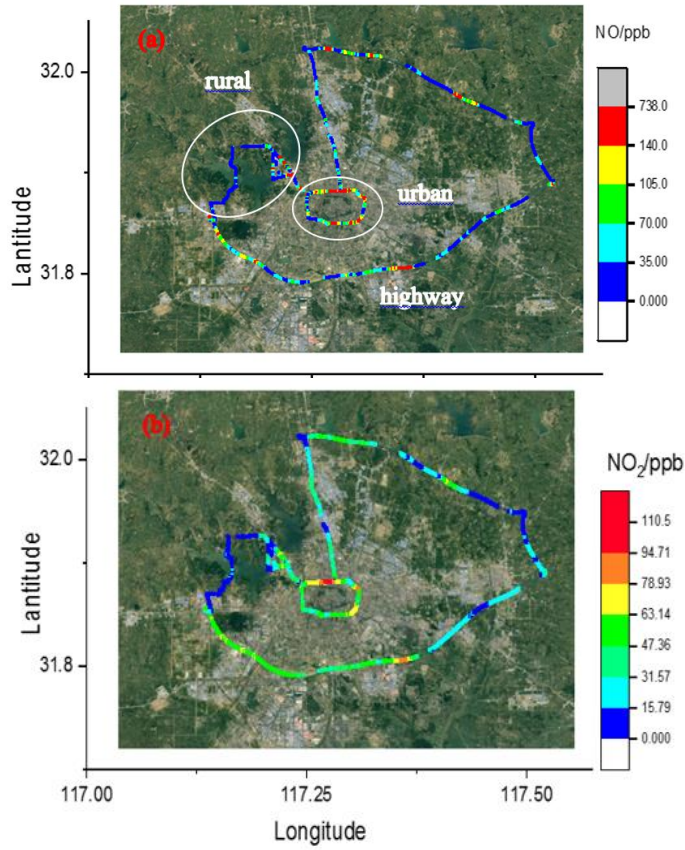 (a)
NO/ppb
32.0
rural
738.0
140.0
urban
105.0
Lantitude
70.00
31.8
35.00
highway
0.000
(b)
32.0
NO2/ppb
110.5
94.71
78.93
Lantitude
63.14
47.36
31.8
31.57
15.79
0.000
117.00
117.25
117.50
Longitude